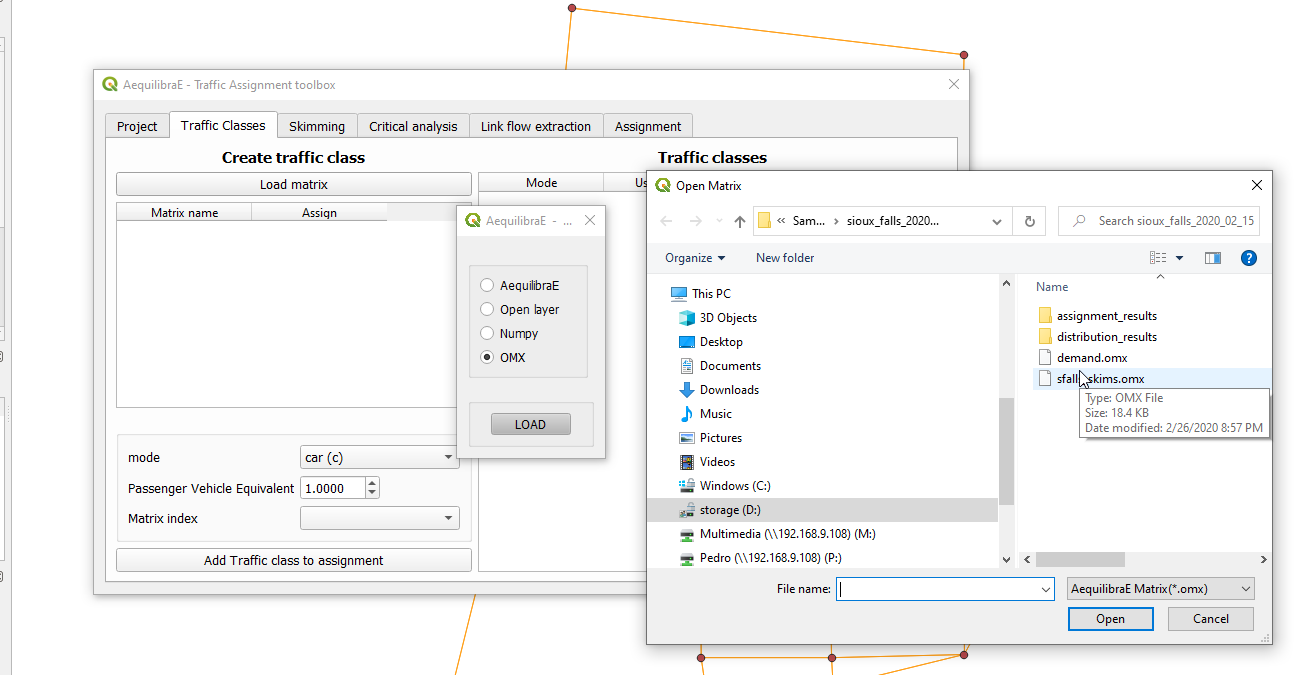 AequilibraE - Traffic Assignment toolbox
Project Traffic Classes Skimming Critical analysis Link flow extraction Assignment
Create traffic class
Load matrix
Matrix name Assign
mode car (c)
Passenger Vehicle Equivalent 1.0000
Matrix index
Add Traffic class to assignment
Traffic classes
Mode
AequilibraE - ...
AequilibraE
Open layer
Numpy
OMX
LOAD
Open Matrix
« Sam... › sioux_falls_2020... Search sioux_falls_2020_02_15
Organize New folder
This PC
3D Objects
Desktop
Documents
Downloads
Music
Pictures
Videos
Windows (C:)
storage (D:)
Multimedia (\\192.168.9.108) (M:)
Pedro (\\192.168.9.108) (P:)
Name
assignment_results
distribution_results
demand.omx
skims.omx
Type: OMX File
Size: 18.4 KB
Date modified: 2/26/2020 8:57 PM
File name: AequilibraE Matrix(*.omx)
Open Cancel